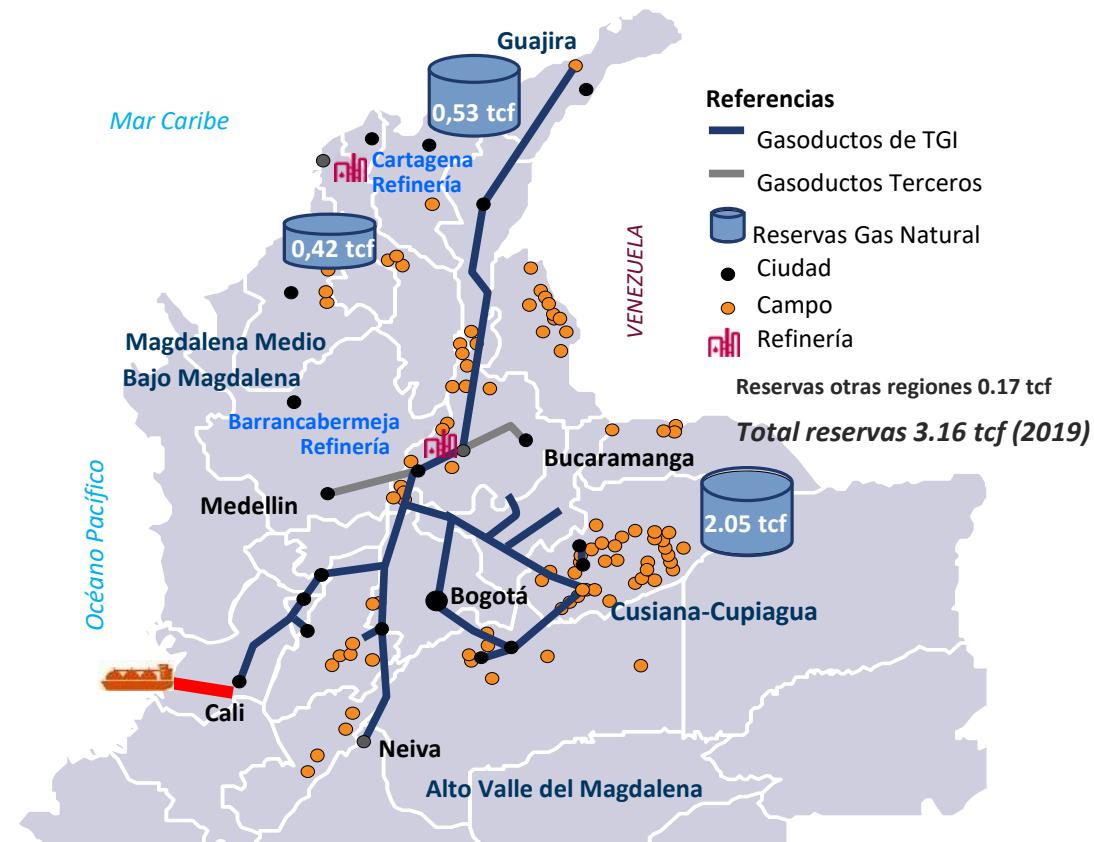 Guajira
0,53 tcf
Mar Caribe
Cartagena
Refinería
0,42 tcf
VENEZUELA
Referencias
Gasoductos de TGI
Gasoductos Terceros
Reservas Gas Natural
Ciudad
Campo
Refinería
Reservas otras regiones 0.17 tcf
Total reservas 3.16 tcf (2019)
Magdalena Medio
Bajo Magdalena
Barrancabermeja
Refinería
Bucaramanga
Medellin
Océano Pacífico
2.05 tcf
Bogotá
Cusiana-Cupiagua
Cali
Neiva
Alto Valle del Magdalena